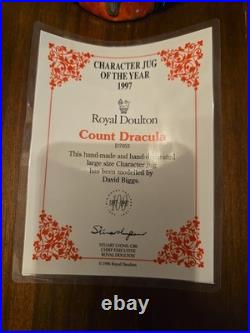 CHARACTER JUG
OF THE YEAR
1997
Royal Doulton
Count Dracula
D7053
This hand-made and hand-decorated
large size Character Jug
has been modelled by
David Biggs.
100
STUART LYONS, CBE
CHIEF EXECUTIVE
ROYAL DOULTON
© 1996 Royal Doulton